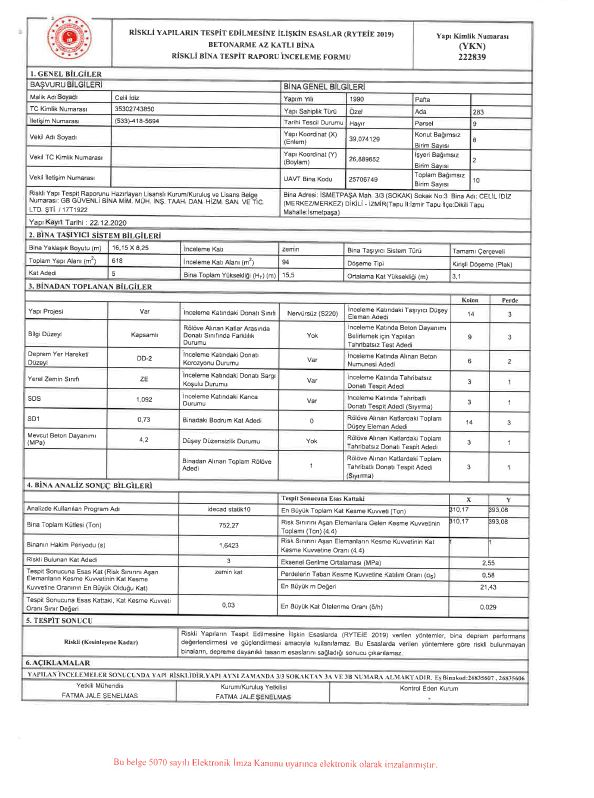 RİSKLİ YAPILARIN TESPİT EDİLMESİNE İLİŞKİN ESASLAR (RYTEİE 2019)
BETONARME AZ KATLI BİNA
RİSKLİ BİNA TESPİT RAPORU İNCELEME FORMU
Yapı Kimlik Numarası
(YKN)
222839
1. GENEL BİLGİLER
BAŞVURU BİLGİLERİ BİNA GENEL BİLGİLERİ
Malik Adı Soyadı Celil İdiz Yapım Yılı 1990 Pafta
TC Kimlik Numarası 35302743850 Yapı Sahiplik Türü Özel Ada 283
İletişim Numarası (533)-418-5694 Tarihi Tescil Durumu Hayır Parsel 9
Vekil Adı Soyadı Yapı Koordinat (X) (Enlem) 39,074129 Konut Bağımsız Birim Sayısı 8
Vekil TC Kimlik Numarası Yapı Koordinat (Y) (Boylam) 26,889652 İşyeri Bağımsız Birim Sayısı 2
Vekil İletişim Numarası UAVT Bina Kodu 25706749 Toplam Bağımsız Birim Sayısı 10
Riskli Yapı Tespit Raporunu Hazırlayan Lisanslı Kurum/Kuruluş ve Lisans Belge
Numarası: GB GÜVENLİ BİNA MİM. MÜH. İNŞ. TAAH. DAN. HİZM. SAN. VE TİC.
LTD. ŞTİ. / 17T1922
Bina Adresi: İSMETPAŞA Mah. 3/3 (SOKAK) Sokak No:3 Bina Adı: CELİL İDİZ
(MERKEZ/MERKEZ) DİKİLİ - İZMİR(Tapu İl:İzmir Tapu İlçe:Dikili Tapu
Mahalle:İsmetpaşa)
Yapı Kayıt Tarihi : 22.12.2020
2. BİNA TAŞIYICI SİSTEM BİLGİLERİ
Bina Yaklaşık Boyutu (m) 16,15 X 8,25 İnceleme Katı zemin Bina Taşıyıcı Sistem Türü Tamamı Çerçeveli
Toplam Yapı Alanı (m²) 618 İnceleme Katı Alanı (m²) 94 Döşeme Tipi Kirişli Döşeme (Plak)
Kat Adedi 5 Bina Toplam Yüksekliği (H₇) (m) 15,5 Ortalama Kat Yüksekliği (m) 3,1
3. BİNADAN TOPLANAN BİLGİLER
Kolon Perde
Yapı Projesi Var İnceleme Katındaki Donatı Sınıfı Nervürsüz (S220) İnceleme Katındaki Taşıyıcı Düşey Eleman Adedi 14 3
Bilgi Düzeyi Kapsamlı Rölöve Alınan Katlar Arasında Donatı Sınıfında Farklılık Durumu Yok İnceleme Katında Beton Dayanımı Belirlemek için Yapılan Tahribatsız Test Adedi 9 3
Deprem Yer Hareketi Düzeyi DD-2 İnceleme Katındaki Donatı Korozyonu Durumu Var İnceleme Katında Alınan Beton Numunesi Adedi 6 2
Yerel Zemin Sınıfı ZE İnceleme Katındaki Donatı Sargı Koşulu Durumu Var İnceleme Katında Tahribatsız Donatı Tespit Adedi 3 1
SDS 1,092 İnceleme Katındaki Kanca Durumu Var İnceleme Katında Tahribatlı Donatı Tespit Adedi (Sıyırma) 3 1
SD1 0,73 Binadaki Bodrum Kat Adedi 0 Rölöve Alınan Katlardaki Toplam Düşey Eleman Adedi 14 3
Mevcut Beton Dayanımı (MPa) 4,2 Düşey Düzensizlik Durumu Yok Rölöve Alınan Katlardaki Toplam Tahribatsız Donatı Tespit Adedi 3 1
Binadan Alınan Toplam Rölöve Adedi 1 Rölöve Alınan Katlardaki Toplam Tahribatlı Donatı Tespit Adedi (Sıyırma) 3 1
4. BİNA ANALİZ SONUÇ BİLGİLERİ
Tespit Sonucuna Esas Kattaki X Y
Analizde Kullanılan Program Adı idecad statik10 En Büyük Toplam Kat Kesme Kuvveti (Ton) 310,17 393,08
Bina Toplam Kütlesi (Ton) 752,27 Risk Sınırını Aşan Elemanlara Gelen Kesme Kuvvetinin Toplamı (Ton) (4.4) 310,17 393,08
Binanın Hakim Periyodu (s) 1,6423 Risk Sınırını Aşan Elemanların Kesme Kuvvetinin Kat Kesme Kuvvetine Oranı (4.4) 1 1
Riskli Bulunan Kat Adedi 3 Eksenel Gerilme Ortalaması (MPa) 2,55
Tespit Sonucuna Esas Kat (Risk Sınırını Aşan Elemanların Kesme Kuvvetinin Kat Kesme Kuvvetine Oranının En Büyük Olduğu Kat) zemin kat Perdelerin Taban Kesme Kuvvetine Katılım Oranı (α₅) 0,58
En Büyük m Değeri 21,43
Tespit Sonucuna Esas Kattaki, Kat Kesme Kuvveti Oranı Sınır Değeri 0,03 En Büyük Kat Ötelenme Oranı (δ/h) 0.029
5. TESPİT SONUCU
Riskli (Kesinleşene Kadar)
Riskli Yapıların Tespit Edilmesine İlişkin Esaslarda (RYTEİE 2019) verilen yöntemler, bina deprem performans
değerlendirmesi ve güçlendirmesi amacıyla kullanılamaz. Bu Esaslarda verilen yöntemlere göre riskli bulunmayan
binaların, depreme dayanıklı tasarım esaslarını sağladığı sonucu çıkarılamaz.
6. AÇIKLAMALAR
YAPILAN İNCELEMELER SONUCUNDA YAPI RİSKLİDİR.YAPI AYNI ZAMANDA 3/3 SOKAKTAN 3A VE 3B NUMARA ALMAKTADIR. Eş Binakod:26835607 , 26835606
Yetkili Mühendis Kurum/Kuruluş Yetkilisi Kontrol Eden Kurum
FATMA JALE ŞENELMAS FATMA JALE ŞENELMAS -
Bu belge 5070 sayılı Elektronik İmza Kanunu uyarınca elektronik olarak imzalanmıştır.